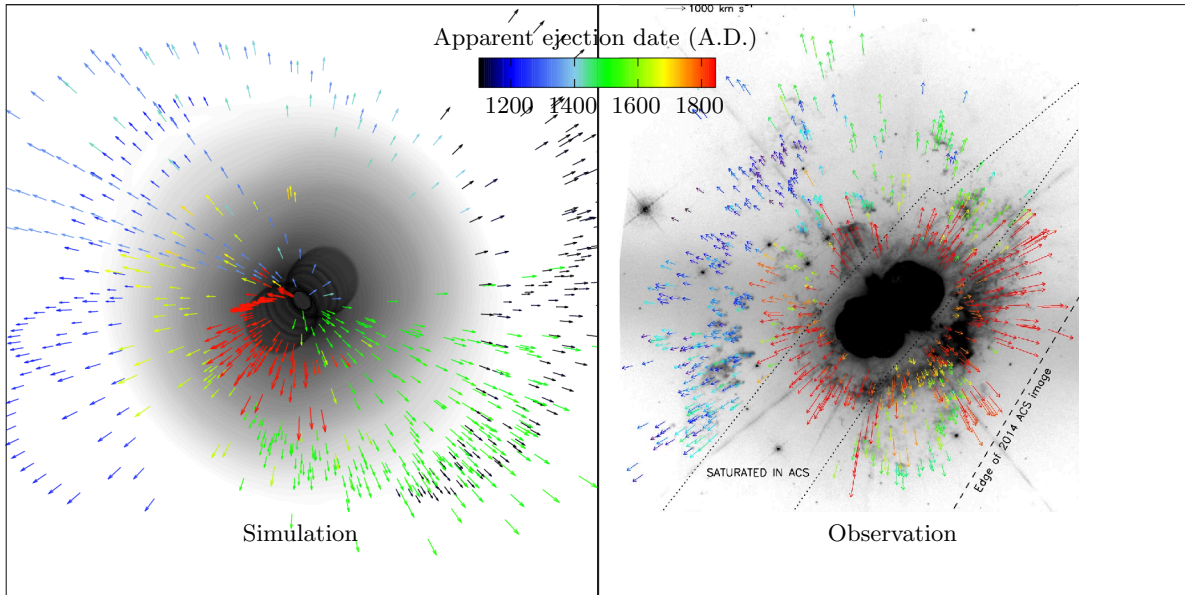 1000 km s⁻¹
Apparent ejection date (A.D.)
1200 1400 1600 1800
SATURATED IN ACS
Edge of 2014 ACS image
Simulation
Observation